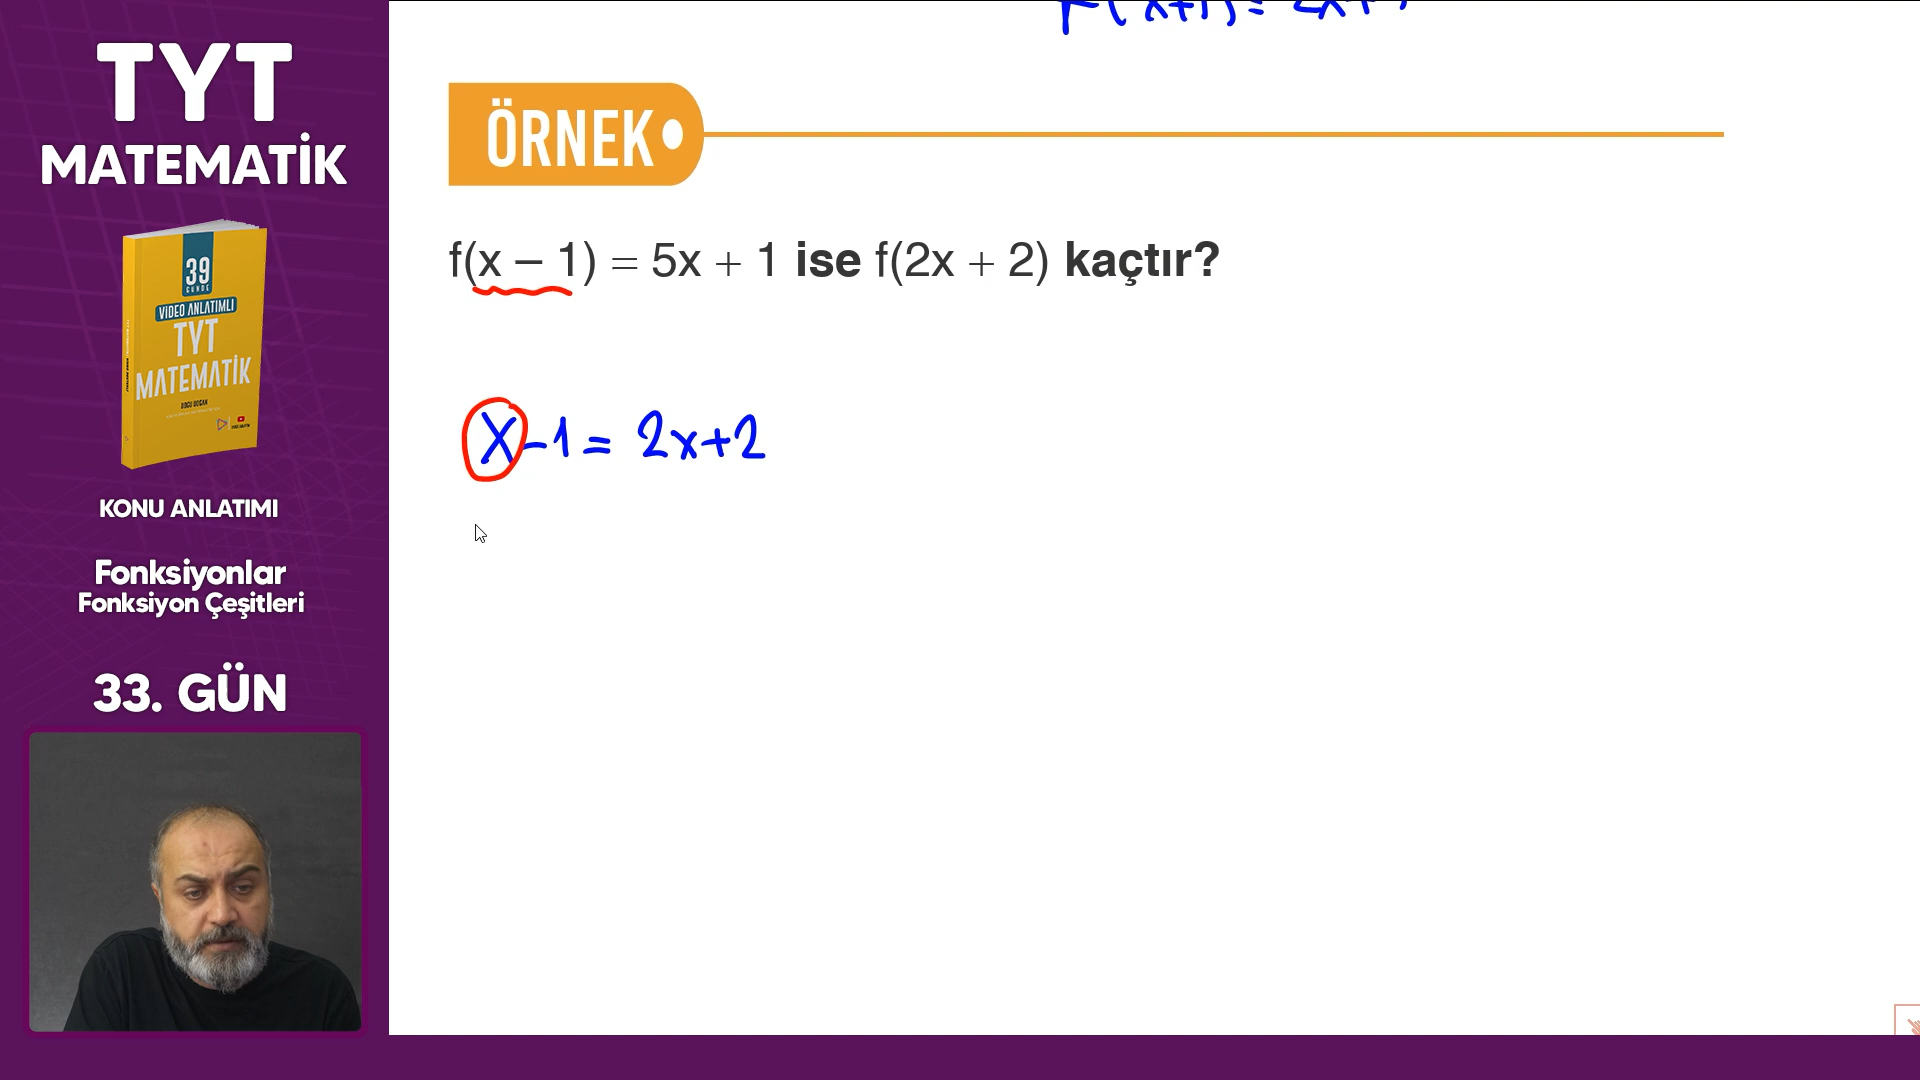 TYT
MATEMATİK
39
GÜNDE
VİDEO ANLATIMLI
TYT
MATEMATİK
KONU ANLATIMI
Fonksiyonlar
Fonksiyon Çeşitleri
33. GÜN
ÖRNEK
f(x – 1) = 5x + 1 ise f(2x + 2) kaçtır?
x-1 = 2x+2